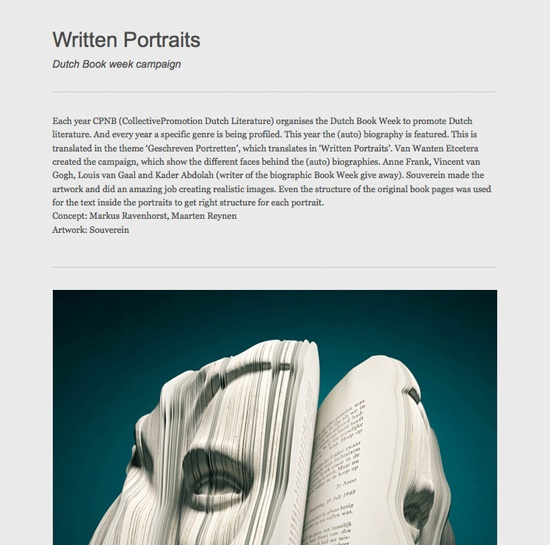 Written Portraits
Dutch Book week campaign
Each year CPNB (CollectivePromotion Dutch Literature) organises the Dutch Book Week to promote Dutch
literature. And every year a specific genre is being profiled. This year the (auto) biography is featured. This is
translated in the theme ‘Geschreven Portretten’, which translates in 'Written Portraits'. Van Wanten Etcetera
created the campaign, which show the different faces behind the (auto) biographies. Anne Frank, Vincent van
Gogh, Louis van Gaal and Kader Abdolah (writer of the biographic Book Week give away). Souverein made the
artwork and did an amazing job creating realistic images. Even the structure of the original book pages was used
for the text inside the portraits to get right structure for each portrait.
Concept: Markus Ravenhorst, Maarten Reynen
Artwork: Souverein
Je Anne